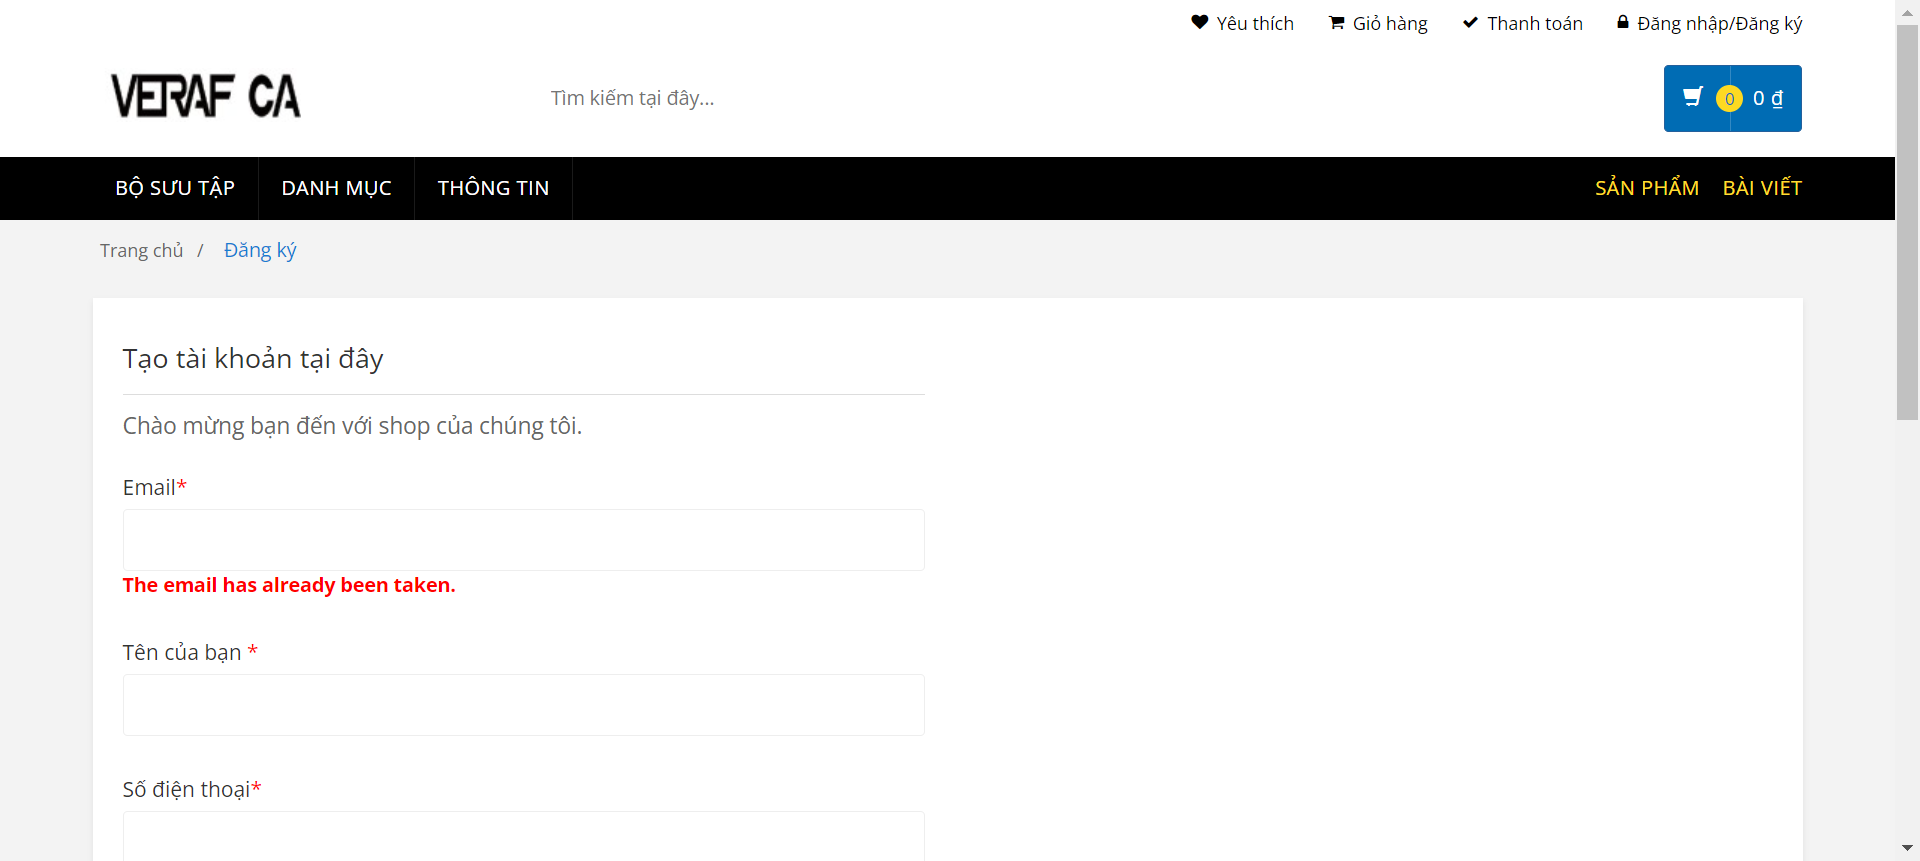 Yêu thích
Giỏ hàng
Thanh toán
Đăng nhập/Đăng ký
VERAF CA
Tìm kiếm tại đây...
0
0 ₫
BỘ SƯU TẬP
DANH MỤC
THÔNG TIN
SẢN PHẨM
BÀI VIẾT
Trang chủ / Đăng ký
Tạo tài khoản tại đây
Chào mừng bạn đến với shop của chúng tôi.
Email*
The email has already been taken.
Tên của bạn *
Số điện thoại*